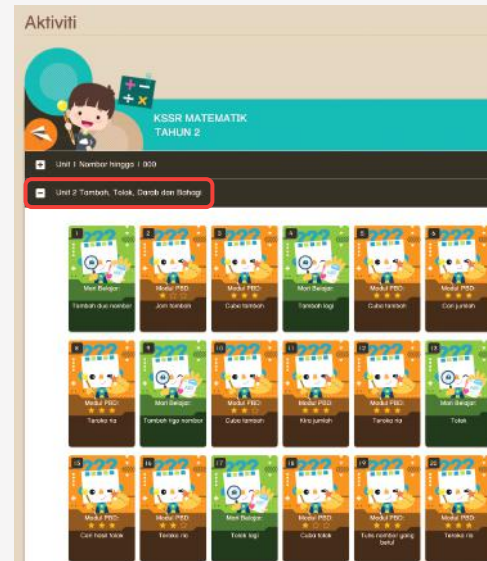 Aktiviti
KSSR MATEMATIK
TAHUN 2
Unit 1 Nombor hingga 1 000
Unit 2 Tambah, Tolak, Darab dan Bahagi
1
Mari Belajar:
Tambah dua nombor
2
Modul PBD:
Jom tambah
3
Modul PBD:
Cuba tambah
4
Mari Belajar:
Tambah lagi
5
Modul PBD:
Cuba tambah
6
Modul PBD:
Cari jumlah
8
Modul PBD:
Teroka ria
9
Mari Belajar:
Tambah tiga nombor
10
Modul PBD:
Cuba tambah
11
Modul PBD:
Kira jumlah
12
Modul PBD:
Teroka ria
13
Mari Belajar:
Tolak
15
Modul PBD:
Cari hasil tolak
16
Modul PBD:
Teroka ria
17
Mari Belajar:
Tolak lagi
18
Modul PBD:
Cuba tolak
19
Modul PBD:
Tulis nombor yang
betul
20
Modul PBD:
Teroka ria